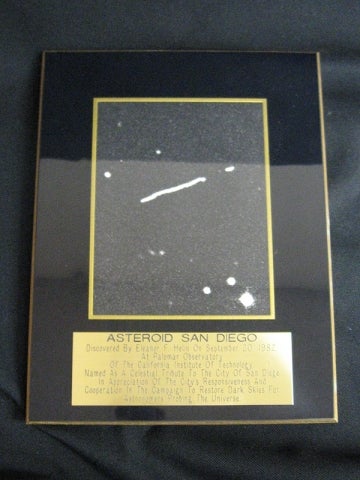 ASTEROID SAN DIEGO
Discovered By Eleanor F. Helin On September 20, 1982
At Palomar Observatory
Of The California Institute Of Technology
Named As A Celestial Tribute To The City Of San Diego
In Appreciation Of The City's Responsiveness And
Cooperation In The Campaign To Restore Dark Skies For
Astronomers Probing The Universe